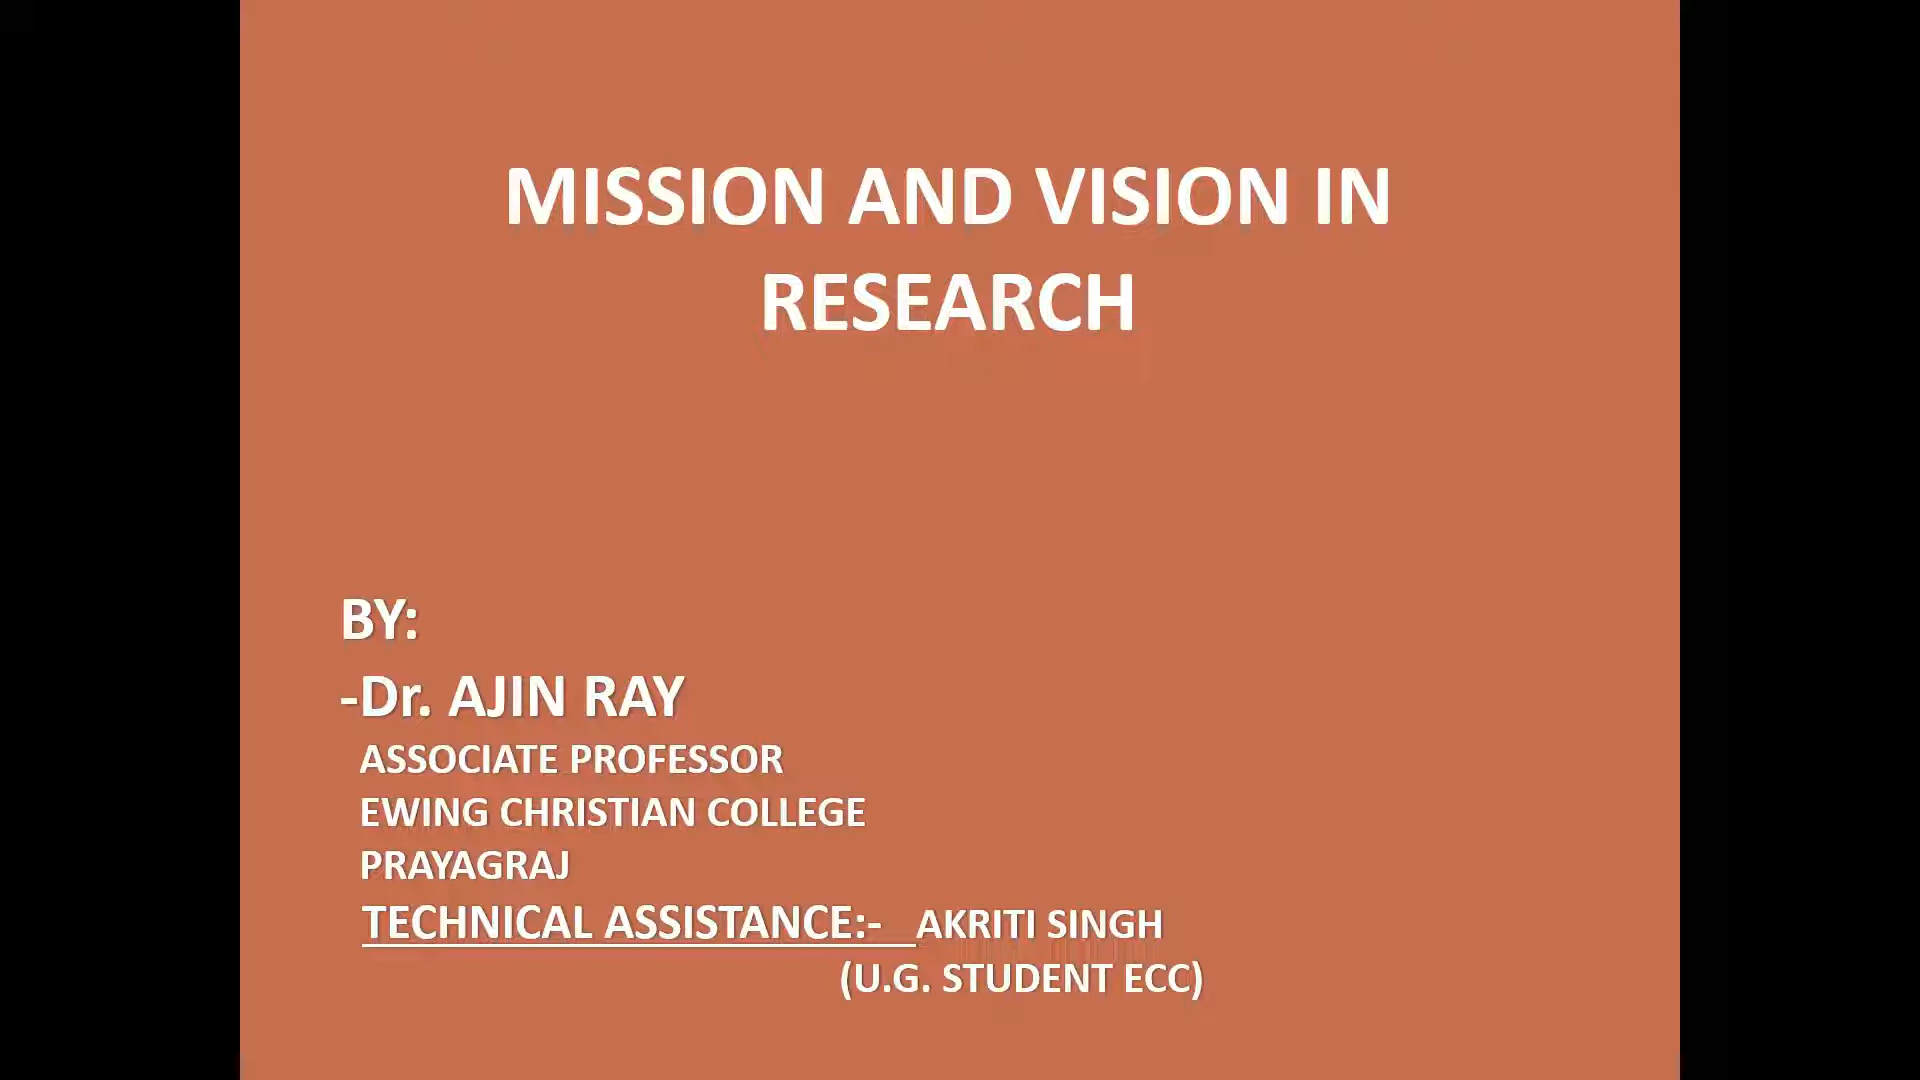 MISSION AND VISION IN
RESEARCH
BY:
-Dr. AJIN RAY
ASSOCIATE PROFESSOR
EWING CHRISTIAN COLLEGE
PRAYAGRAJ
TECHNICAL ASSISTANCE:- AKRITI SINGH
(U.G. STUDENT ECC)